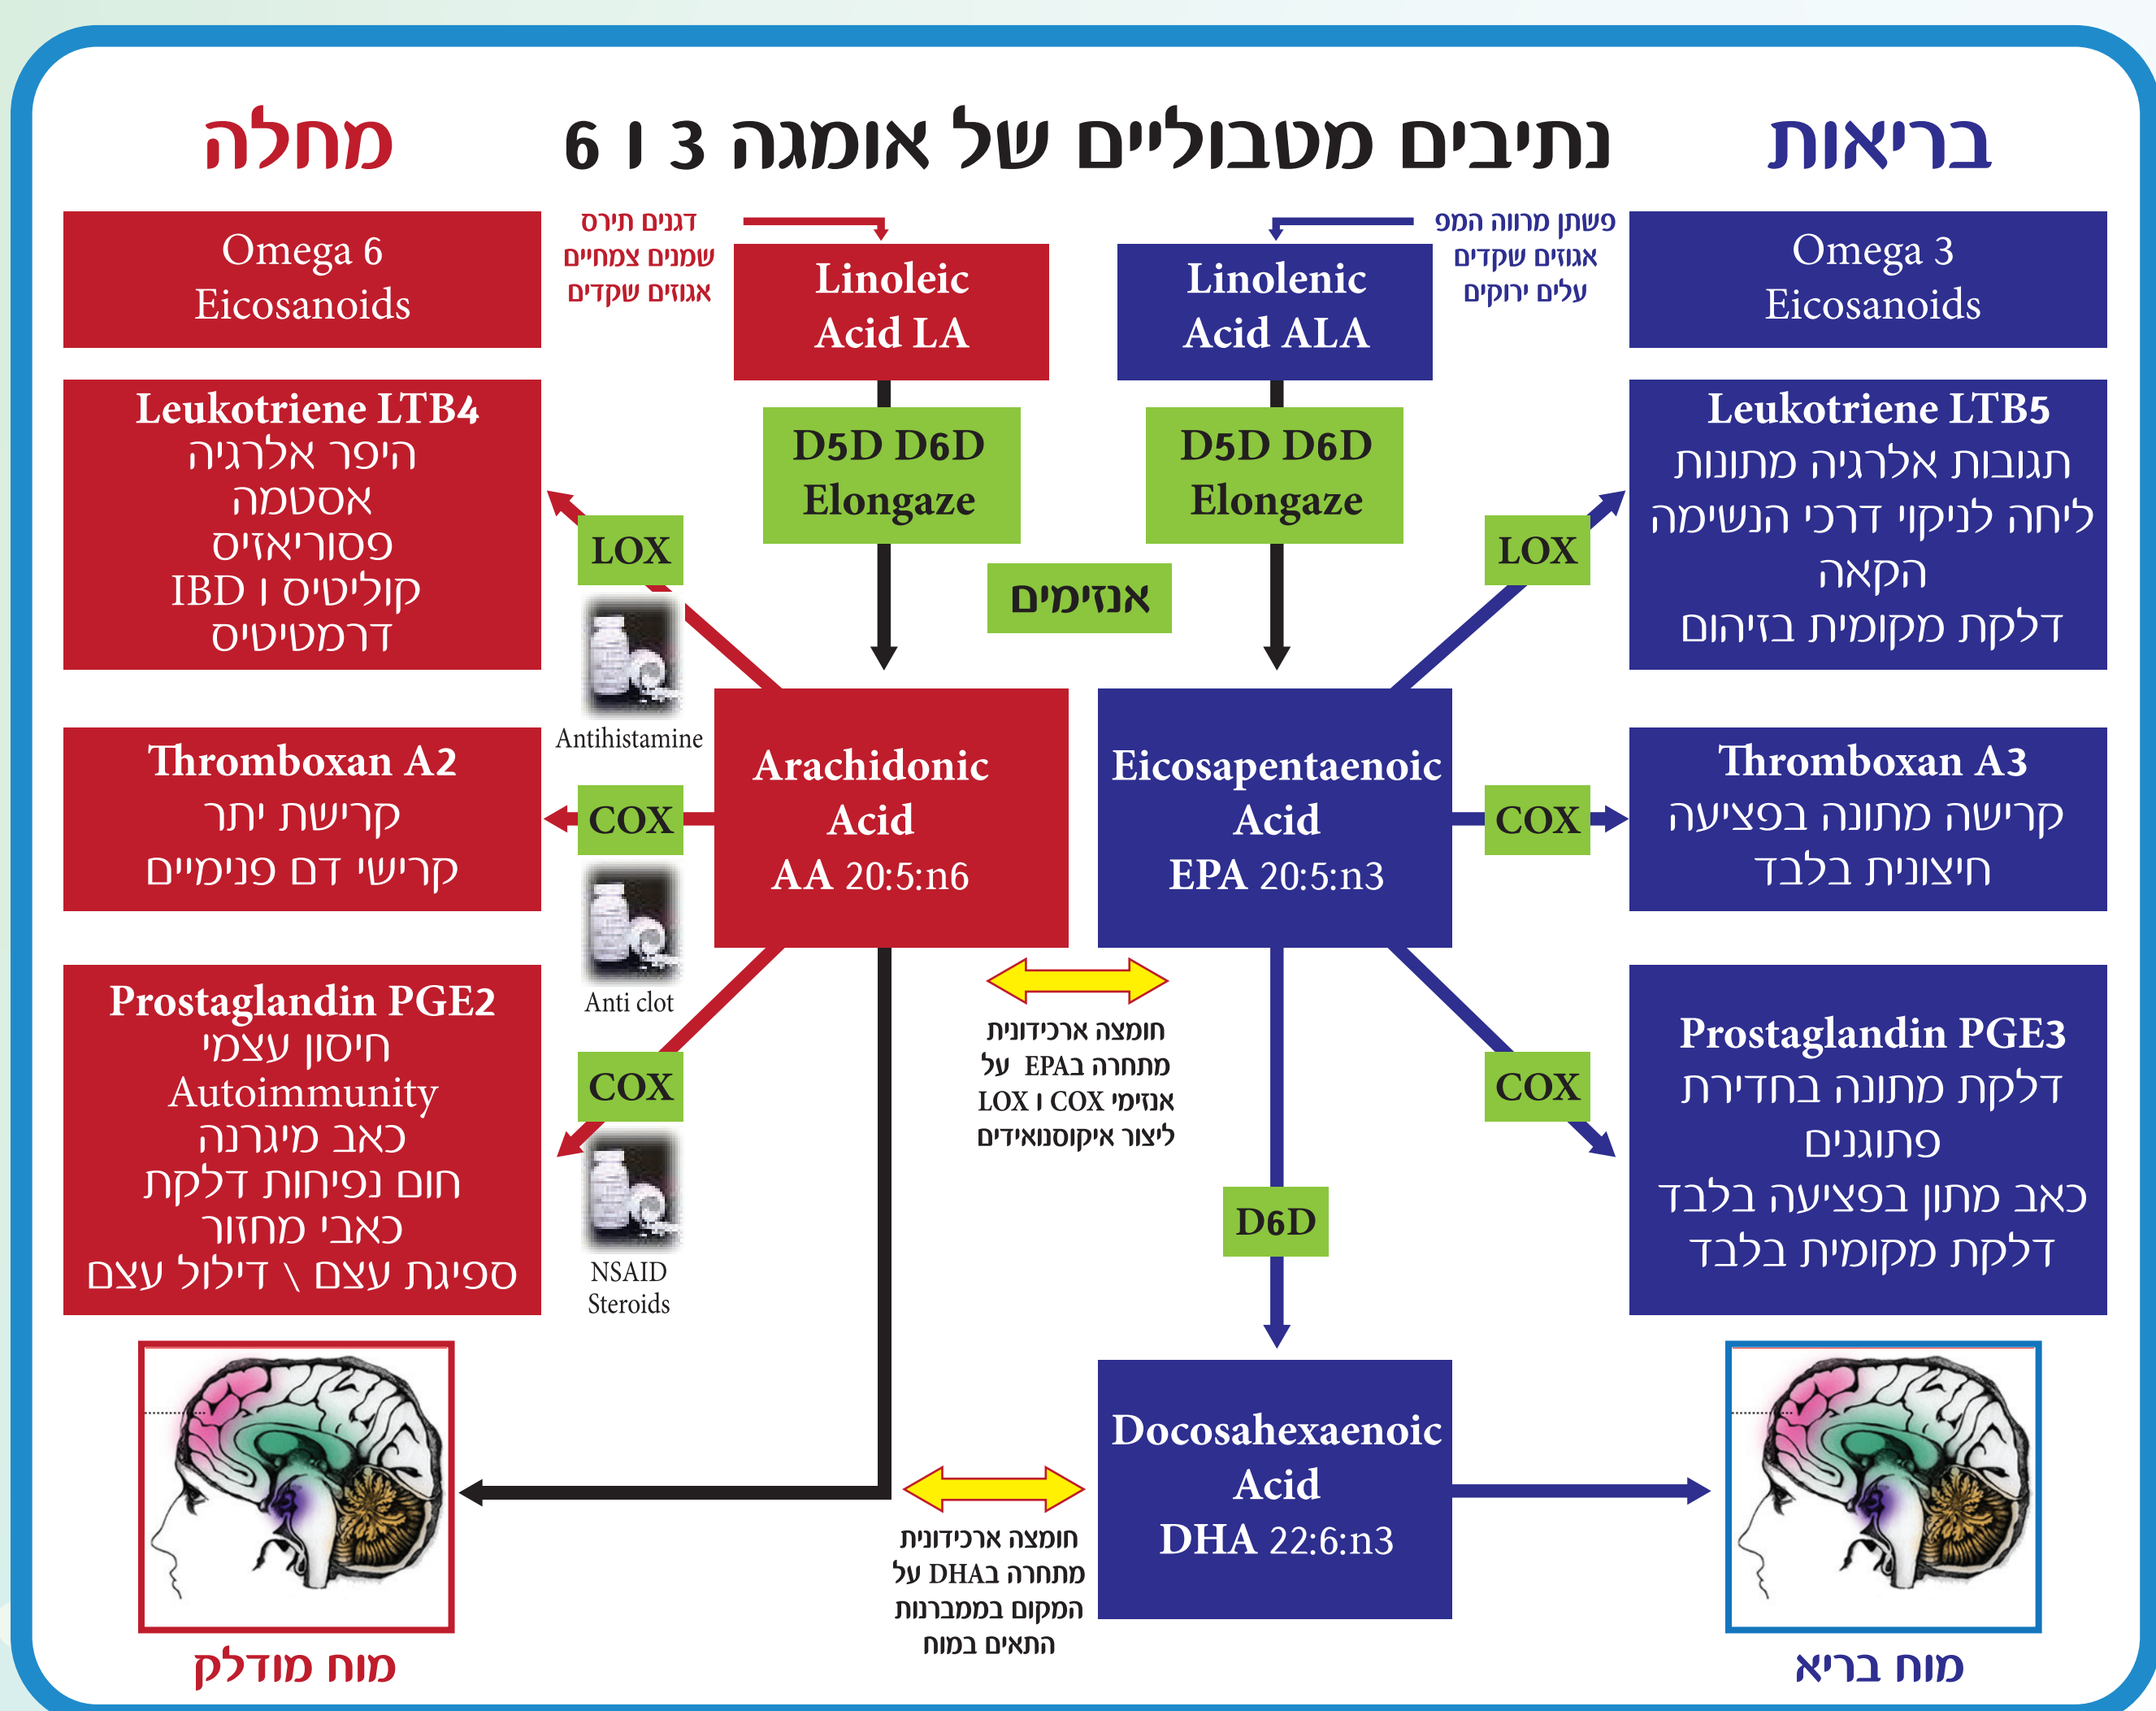 בריאות
נתיבים מטבוליים של אומגה 3 ו 6
מחלה
Omega 3
Eicosanoids
פשתן מרווה המפ
אגוזים שקדים
עלים ירוקים
Linolenic
Acid ALA
Linoleic
Acid LA
דגנים תירס
שמנים צמחיים
אגוזים שקדים
Omega 6
Eicosanoids
Leukotriene LTB5
תגובות אלרגיה מתונות
ליחה לניקוי דרכי הנשימה
הקאה
דלקת מקומית בזיהום
LOX
D5D D6D
Elongaze
D5D D6D
Elongaze
אנזימים
LOX
Leukotriene LTB4
היפר אלרגיה
אסטמה
פסוריאזיס
קוליטיס ו IBD
דרמטיטיס
Antihistamine
Thromboxan A3
קרישה מתונה בפציעה
חיצונית בלבד
COX
Eicosapentaenoic
Acid
EPA 20:5:n3
Arachidonic
Acid
AA 20:5:n6
COX
Thromboxan A2
קרישת יתר
קרישי דם פנימיים
Anti clot
Prostaglandin PGE3
דלקת מתונה בחדירת
פתוגנים
כאב מתון בפציעה בלבד
דלקת מקומית בלבד
COX
חומצה ארכידונית
מתחרה בEPA על
אנזימי COX ו LOX
ליצור איקוסנואידים
COX
Prostaglandin PGE2
חיסון עצמי
Autoimmunity
כאב מיגרנה
חום נפיחות דלקת
כאבי מחזור
ספיגת עצם \ דילול עצם
NSAID
Steroids
D6D
Docosahexaenoic
Acid
DHA 22:6:n3
חומצה ארכידונית
מתחרה בDHA על
המקום בממברנות
התאים במוח
מוח בריא
מוח מודלק